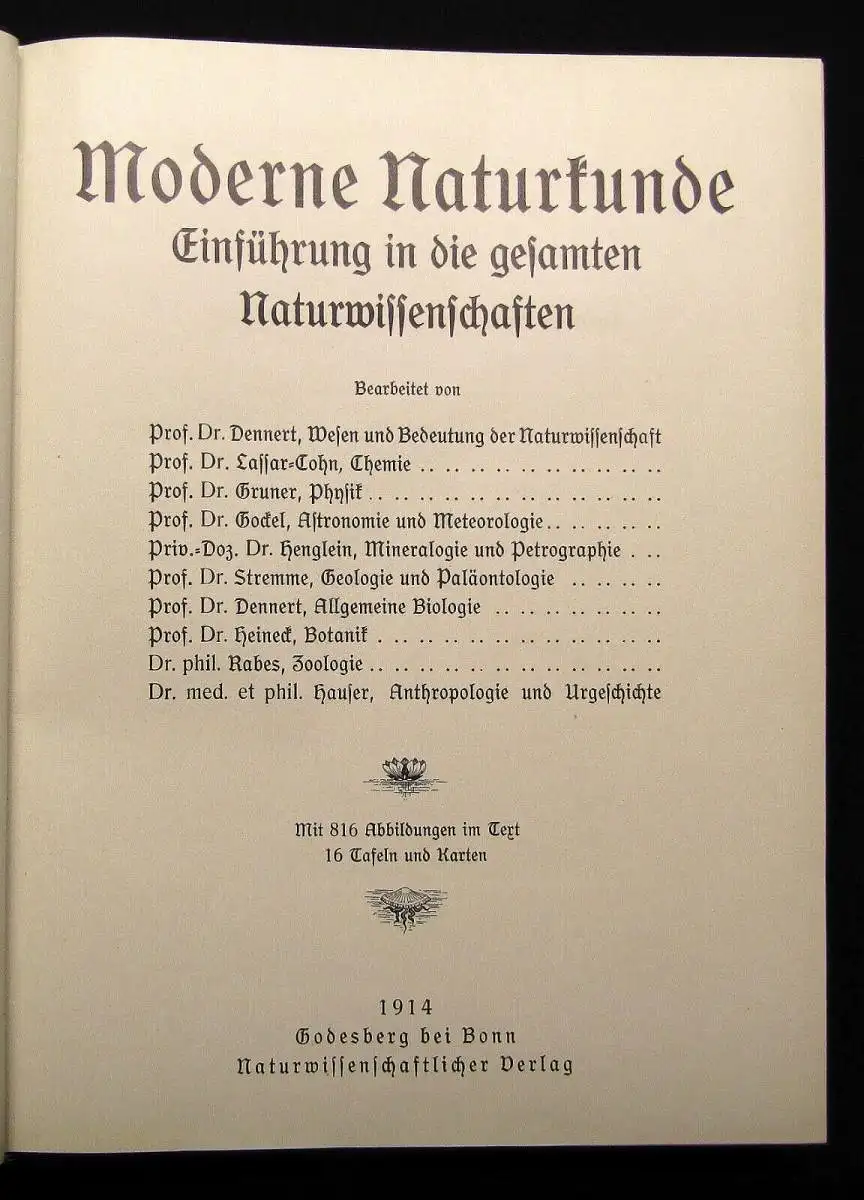 Moderne Naturkunde
Einführung in die gesamten
Naturwissenschaften
Bearbeitet von
Prof. Dr. Dennert, Wesen und Bedeutung der Naturwissenschaft
Prof. Dr. Lassar=Cohn, Chemie .. .. .. .. .. .. .. .. .. ..
Prof. Dr. Gruner, Physik .. .. .. .. .. .. .. .. .. .. .. ..
Prof. Dr. Gockel, Astronomie und Meteorologie .. .. .. .. ..
Priv.=Doz. Dr. Henglein, Mineralogie und Petrographie . ..
Prof. Dr. Stremme, Geologie und Paläontologie .. .. .. ..
Prof. Dr. Dennert, Allgemeine Biologie .. .. .. .. .. .. ..
Prof. Dr. Heineck, Botanik . .. .. .. .. .. .. .. .. .. .. ..
Dr. phil. Rabes, Zoologie .. .. .. .. .. .. .. .. .. .. .. ..
Dr. med. et phil. Hauser, Anthropologie und Urgeschichte
Mit 816 Abbildungen im Text
16 Tafeln und Karten
1914
Godesberg bei Bonn
Naturwissenschaftlicher Verlag